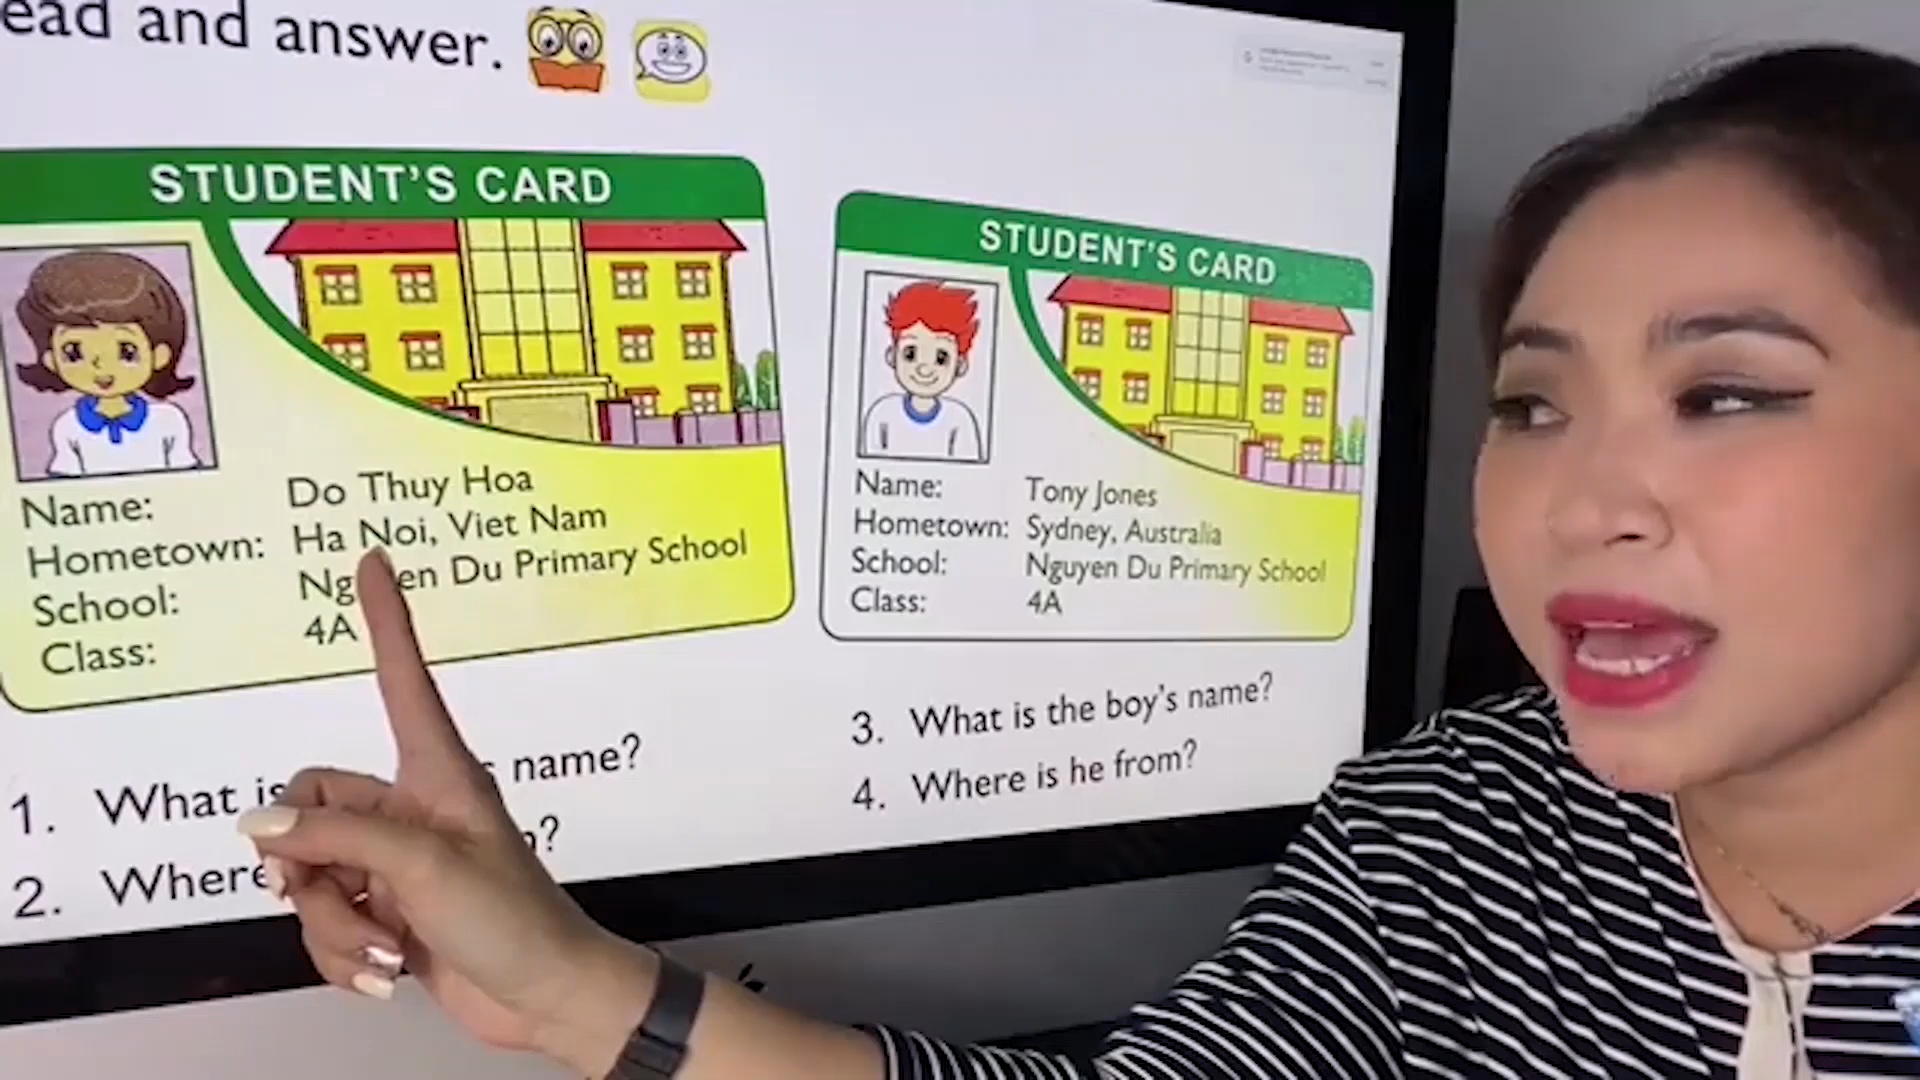 ead and answer.
STUDENT'S CARD
Name: Do Thuy Hoa
Hometown: Ha Noi, Viet Nam
School: Ng en Du Primary School
Class: 4A
STUDENT'S CARD
Name: Tony Jones
Hometown: Sydney, Australia
School: Nguyen Du Primary School
Class: 4A
1. What is name?
2. Where ?
3. What is the boy's name?
4. Where is he from?